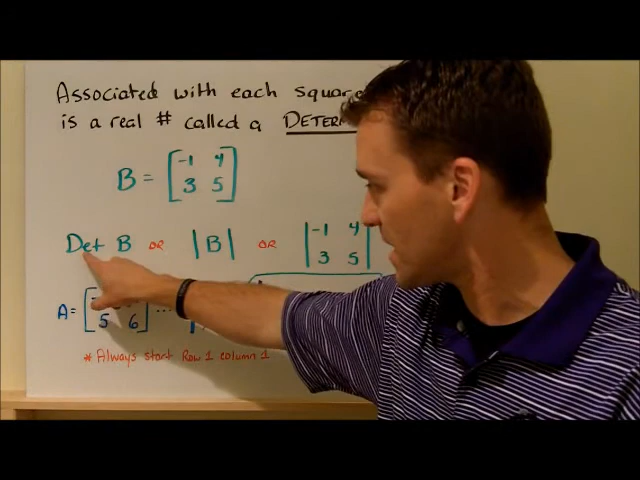 Associated with each square
is a real # called a
B = [-1 4
3 5]
Det B OR |B| OR |-1 4
3 5|
A = [
5 6] ...
* Always start Row 1 column 1